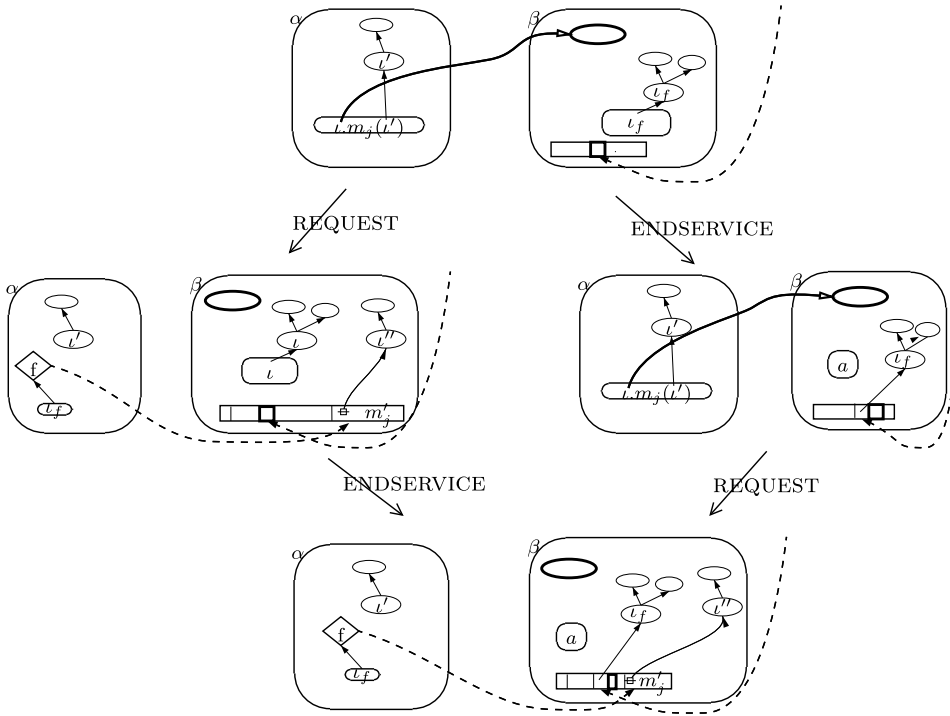 α β
ι′
ι.m_j(ι′) ι_f
ι_f
REQUEST ENDSERVICE
α β α β
ι′ ι ι″ ι′ ι_f
f ι a
ι_f m′_j ι.m_j(ι′)
ENDSERVICE REQUEST
α β
ι′ ι_f ι″
f a
ι_f m′_j